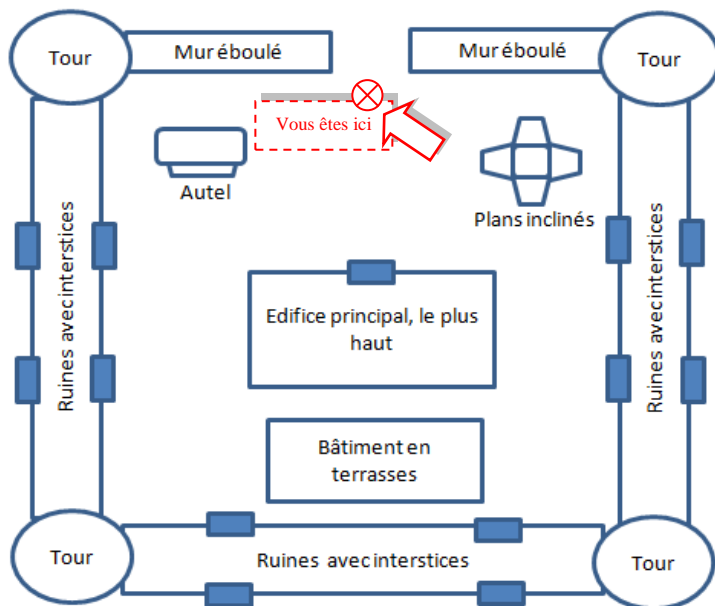 Tour
Mur éboulé
Mur éboulé
Tour
Vous êtes ici
Autel
Plans inclinés
Ruines avec interstices
Ruines avec interstices
Edifice principal, le plus
haut
Bâtiment en
terrasses
Tour
Ruines avec interstices
Tour